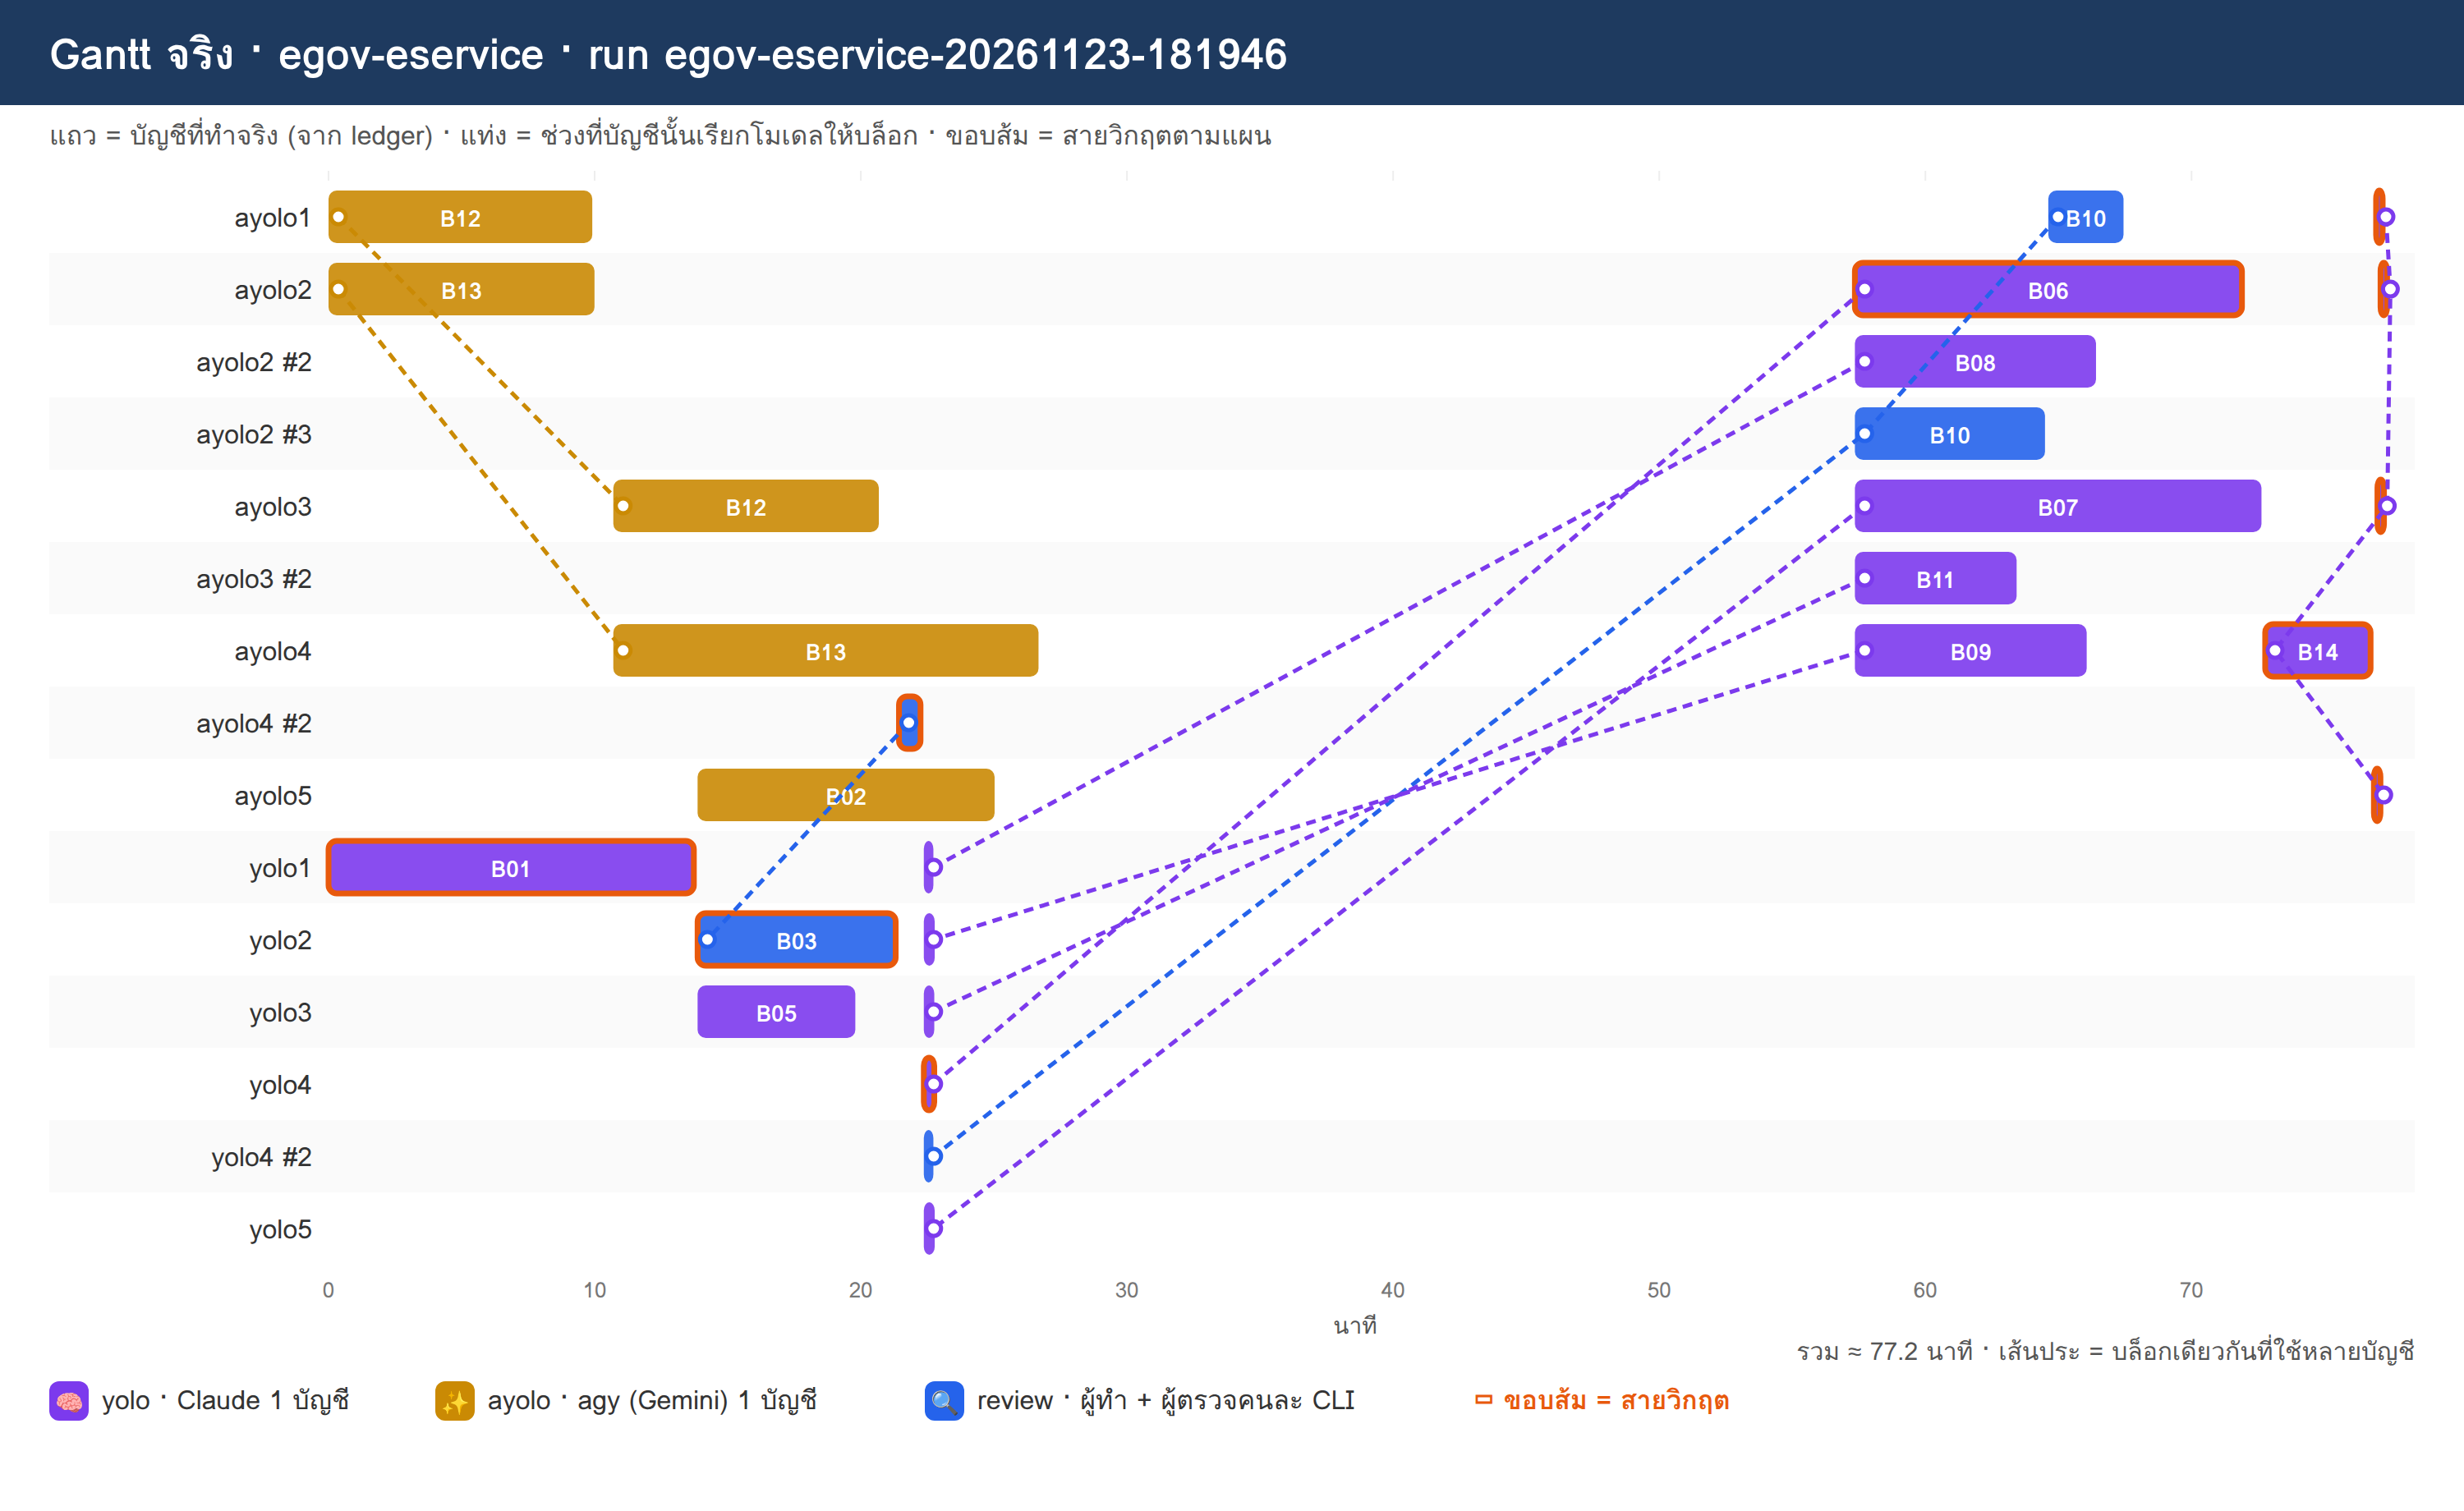 Gantt จริง · egov-eservice · run egov-eservice-20261123-181946
แถว = บัญชีที่ทำจริง (จาก ledger) · แท่ง = ช่วงที่บัญชีนั้นเรียกโมเดลให้บล็อก · ขอบส้ม = สายวิกฤตตามแผน
ayolo1 B12 B10
ayolo2 B13 B06
ayolo2 #2 B08
ayolo2 #3 B10
ayolo3 B12 B07
ayolo3 #2 B11
ayolo4 B13 B09 B14
ayolo4 #2
ayolo5 B02
yolo1 B01
yolo2 B03
yolo3 B05
yolo4
yolo4 #2
yolo5
0 10 20 30 40 50 60 70
นาที
รวม ≈ 77.2 นาที · เส้นประ = บล็อกเดียวกันที่ใช้หลายบัญชี
yolo · Claude 1 บัญชี ayolo · agy (Gemini) 1 บัญชี review · ผู้ทำ + ผู้ตรวจคนละ CLI ขอบส้ม = สายวิกฤต